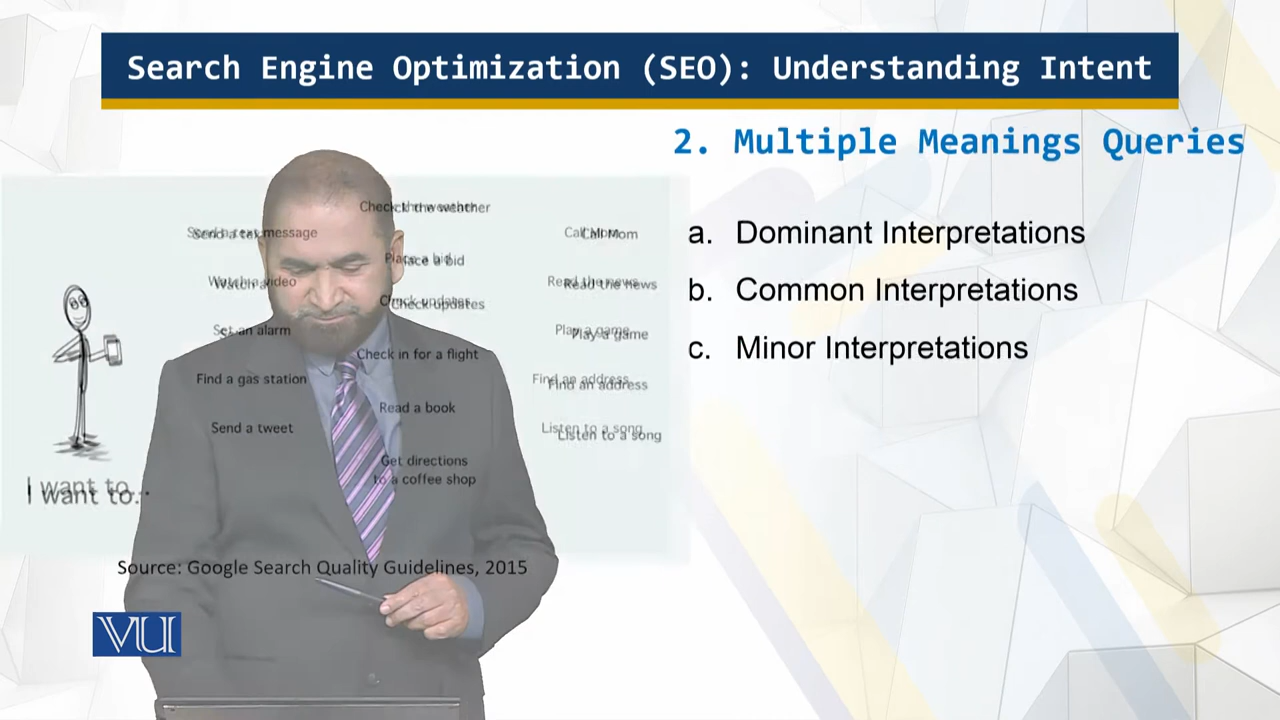 Search Engine Optimization (SEO): Understanding Intent
2. Multiple Meanings Queries
a. Dominant Interpretations
b. Common Interpretations
c. Minor Interpretations
Check the weather
Send a text message
Call Mom
Place a bid
Watch a video
Read the news
Check updates
Set an alarm
Play a game
Check in for a flight
Find a gas station
Find an address
Read a book
Send a tweet
Listen to a song
Get directions
to a coffee shop
I want to...
Source: Google Search Quality Guidelines, 2015
VU